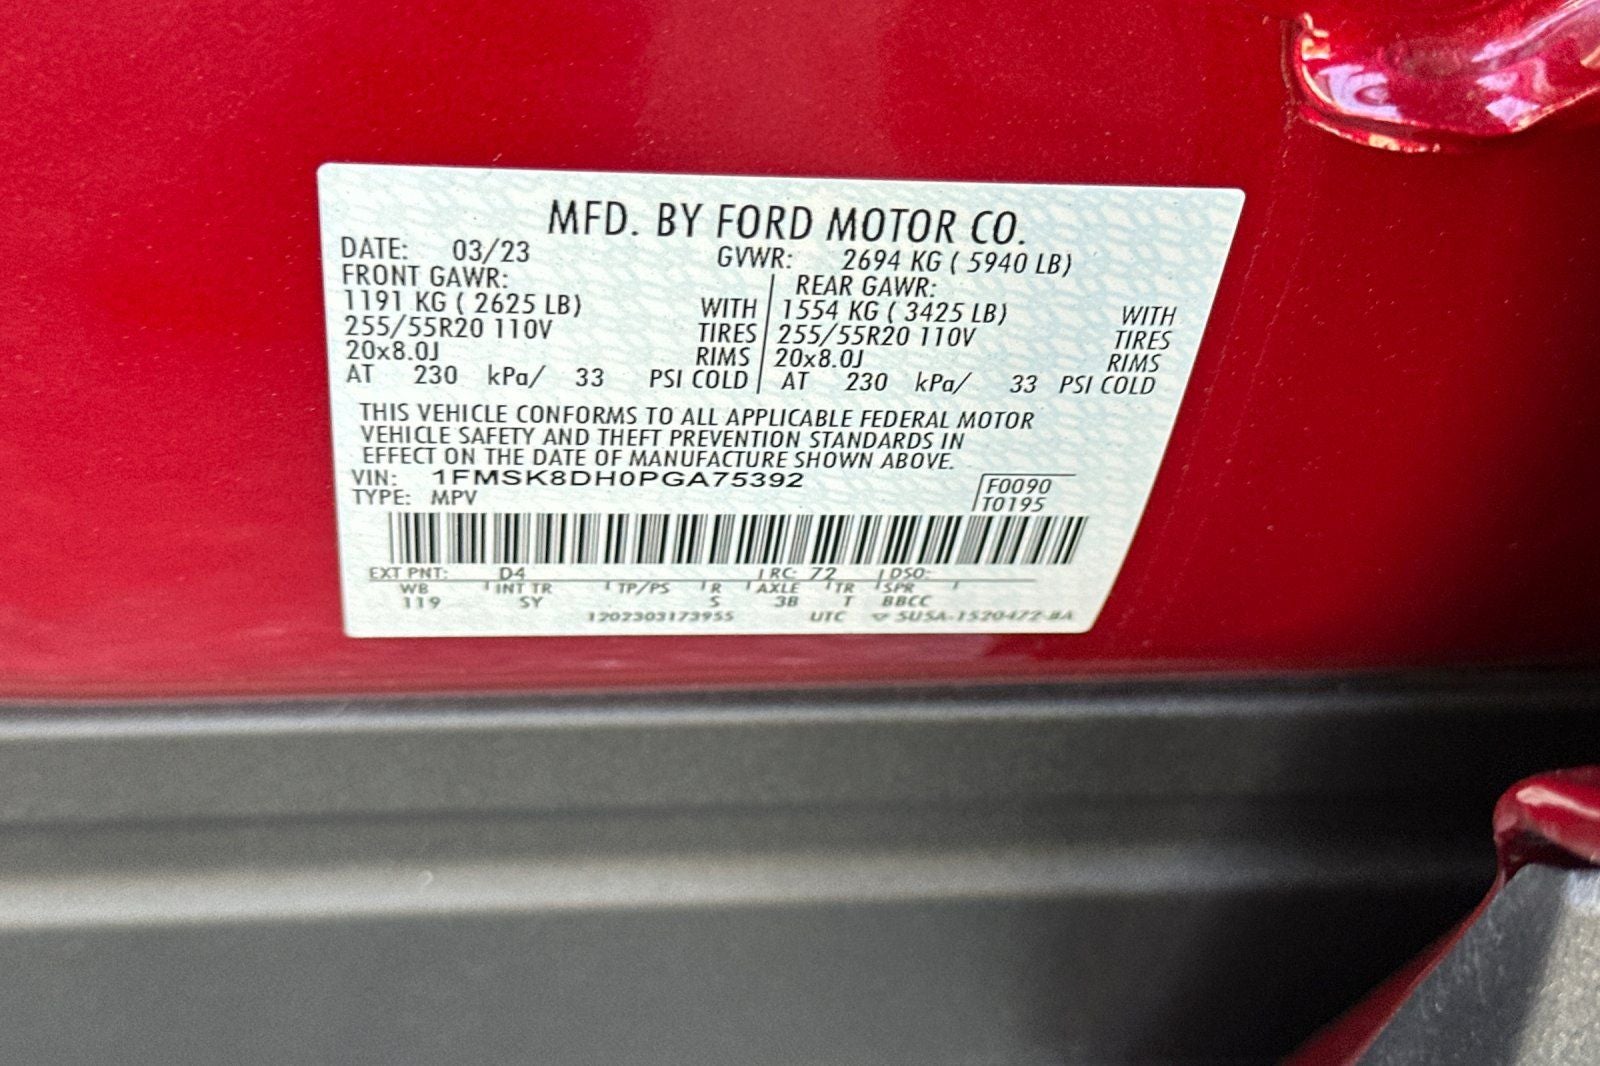 MFD. BY FORD MOTOR CO.
DATE: 03/23 GVWR: 2694 KG ( 5940 LB)
FRONT GAWR: REAR GAWR:
1191 KG ( 2625 LB) WITH 1554 KG ( 3425 LB) WITH
255/55R20 110V TIRES 255/55R20 110V TIRES
20x8.0J RIMS 20x8.0J RIMS
AT 230 kPa/ 33 PSI COLD AT 230 kPa/ 33 PSI COLD
THIS VEHICLE CONFORMS TO ALL APPLICABLE FEDERAL MOTOR
VEHICLE SAFETY AND THEFT PREVENTION STANDARDS IN
EFFECT ON THE DATE OF MANUFACTURE SHOWN ABOVE.
VIN: 1FMSK8DH0PGA75392 F0090
TYPE: MPV T0195
EXT PNT: D4 RC: 72 DSO:
WB INT TR TP/PS R AXLE TR SPR
119 SY S 3B T BBCC
1202303173955 UTC SU5A-1520472-BA